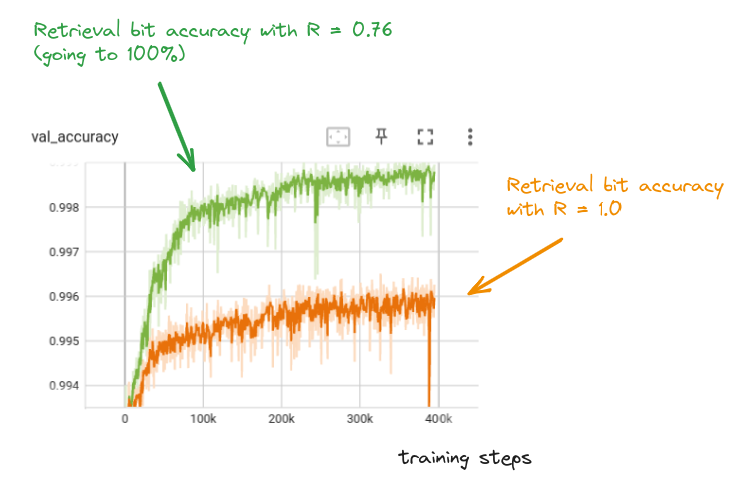 Retrieval bit accuracy with R = 0.76
(going to 100%)
val_accuracy
Retrieval bit accuracy
with R = 1.0
0.998
0.997
0.996
0.995
0.994
0 100k 200k 300k 400k
training steps